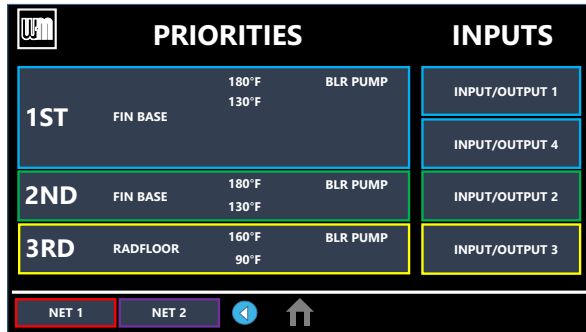 WM
PRIORITIES
INPUTS
1ST
FIN BASE
180°F
130°F
BLR PUMP
INPUT/OUTPUT 1
INPUT/OUTPUT 4
2ND
FIN BASE
180°F
130°F
BLR PUMP
INPUT/OUTPUT 2
3RD
RADFLOOR
160°F
90°F
BLR PUMP
INPUT/OUTPUT 3
NET 1
NET 2